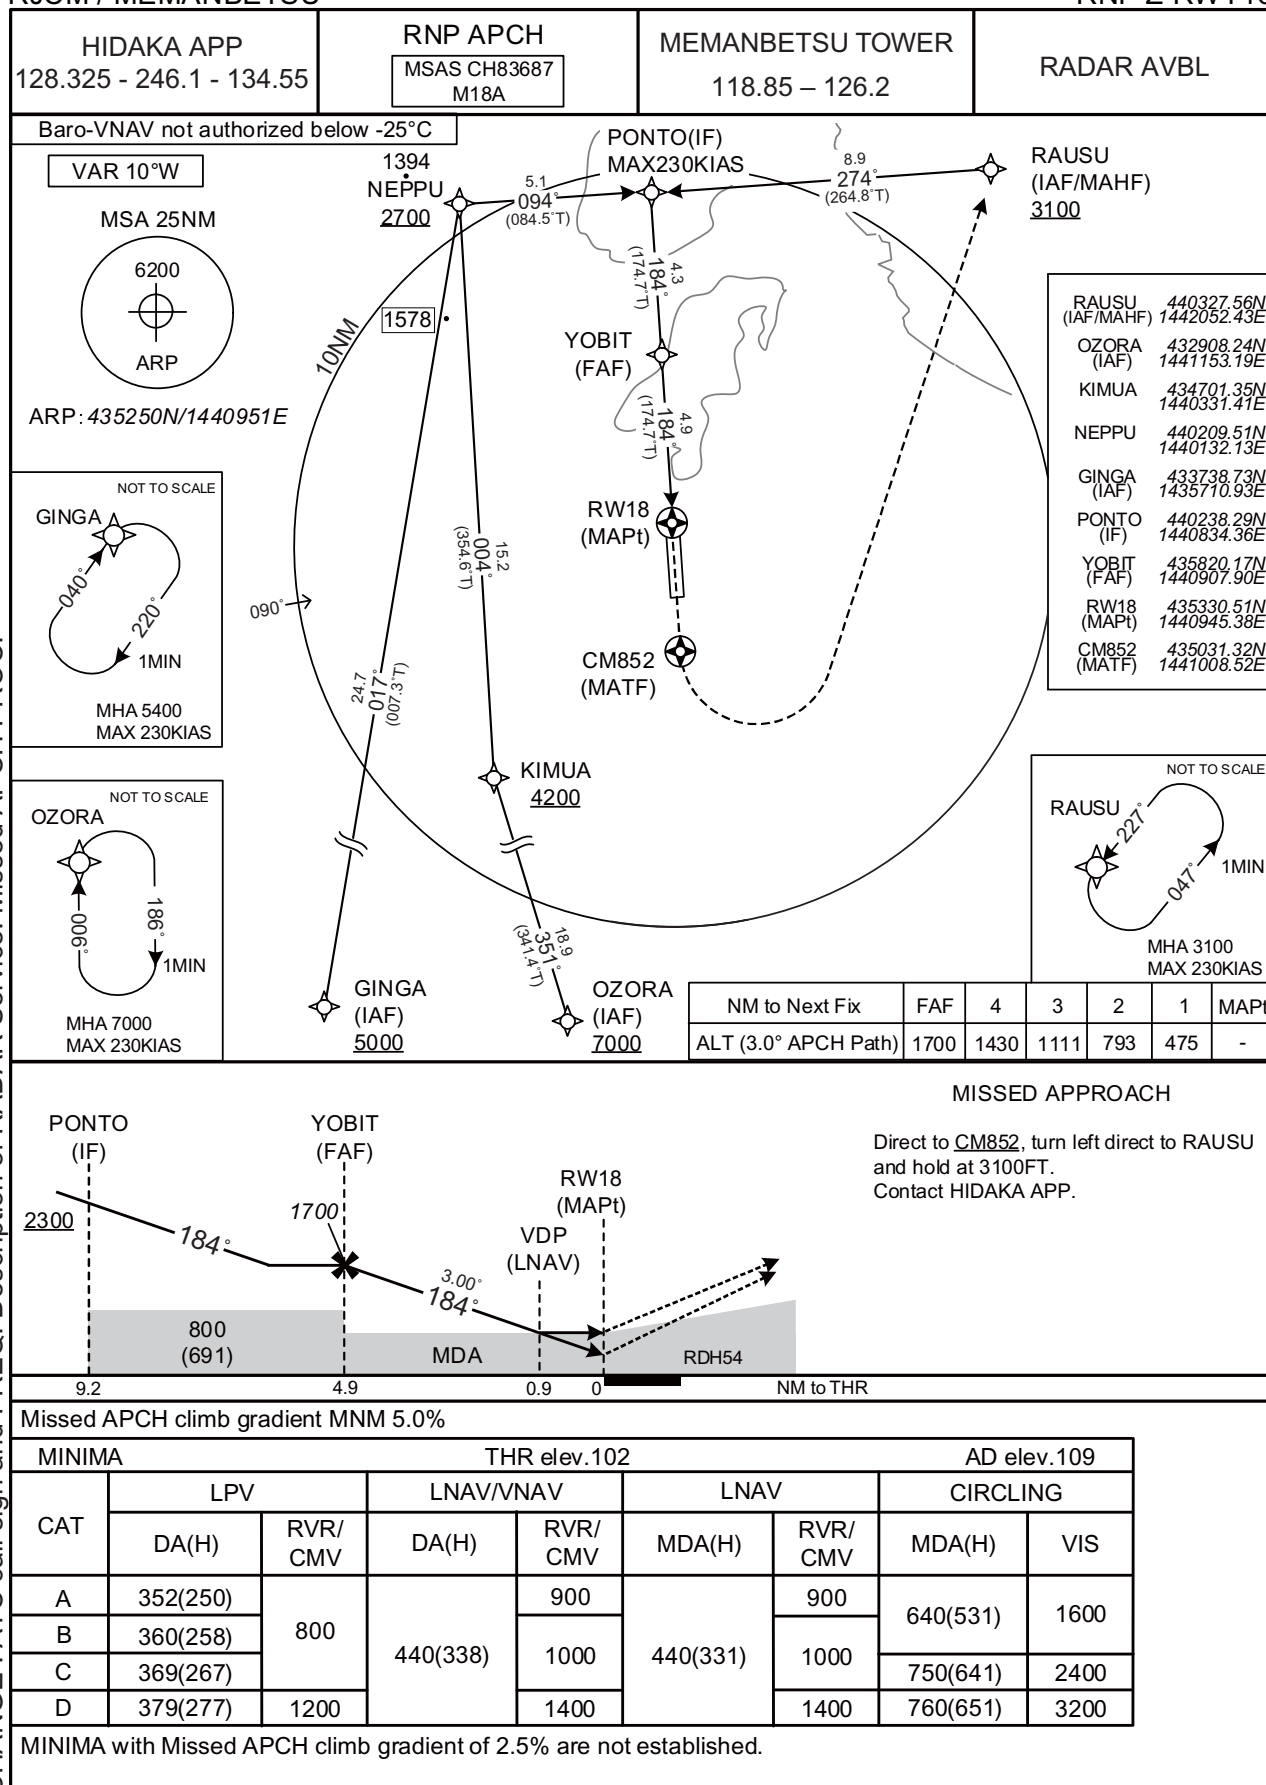 HIDAKA APP
128.325 - 246.1 - 134.55
RNP APCH
MSAS CH83687
M18A
MEMANBETSU TOWER
118.85 – 126.2
RADAR AVBL
Baro-VNAV not authorized below -25°C
VAR 10°W
MSA 25NM
6200
ARP
ARP: 435250N/1440951E
1394
NEPPU
2700
5.1
094°
(084.5°T)
PONTO(IF)
MAX230KIAS
8.9
274°
(264.8°T)
RAUSU
(IAF/MAHF)
3100
1578
10NM
4.3
184°
(174.7°T)
YOBIT
(FAF)
4.9
184°
(174.7°T)
RW18
(MAPt)
CM852
(MATF)
090°
15.2
004°
(354.6°T)
24.7
017°
(007.3°T)
KIMUA
4200
18.9
351°
(341.4°T)
GINGA
(IAF)
5000
OZORA
(IAF)
7000
RAUSU 440327.56N
(IAF/MAHF) 1442052.43E
OZORA 432908.24N
(IAF) 1441153.19E
KIMUA 434701.35N
1440331.41E
NEPPU 440209.51N
1440132.13E
GINGA 433738.73N
(IAF) 1435710.93E
PONTO 440238.29N
(IF) 1440834.36E
YOBIT 435820.17N
(FAF) 1440907.90E
RW18 435330.51N
(MAPt) 1440945.38E
CM852 435031.32N
(MATF) 1441008.52E
NOT TO SCALE
GINGA
040°
220°
1MIN
MHA 5400
MAX 230KIAS
NOT TO SCALE
OZORA
006°
186°
1MIN
MHA 7000
MAX 230KIAS
NOT TO SCALE
RAUSU
227°
047°
1MIN
MHA 3100
MAX 230KIAS
NM to Next Fix FAF 4 3 2 1 MAPt
ALT (3.0° APCH Path) 1700 1430 1111 793 475 -
PONTO
(IF)
YOBIT
(FAF)
RW18
(MAPt)
VDP
(LNAV)
2300
184°
1700
3.00°
184°
800
(691)
MDA
RDH54
9.2 4.9 0.9 0 NM to THR
MISSED APPROACH
Direct to CM852, turn left direct to RAUSU
and hold at 3100FT.
Contact HIDAKA APP.
Missed APCH climb gradient MNM 5.0%
MINIMA THR elev.102 AD elev.109
CAT LPV LNAV/VNAV LNAV CIRCLING
DA(H) RVR/CMV DA(H) RVR/CMV MDA(H) RVR/CMV MDA(H) VIS
A 352(250) 800 440(338) 900 440(331) 900 640(531) 1600
B 360(258) 1000 1000
C 369(267) 750(641) 2400
D 379(277) 1200 1400 1400 760(651) 3200
MINIMA with Missed APCH climb gradient of 2.5% are not established.